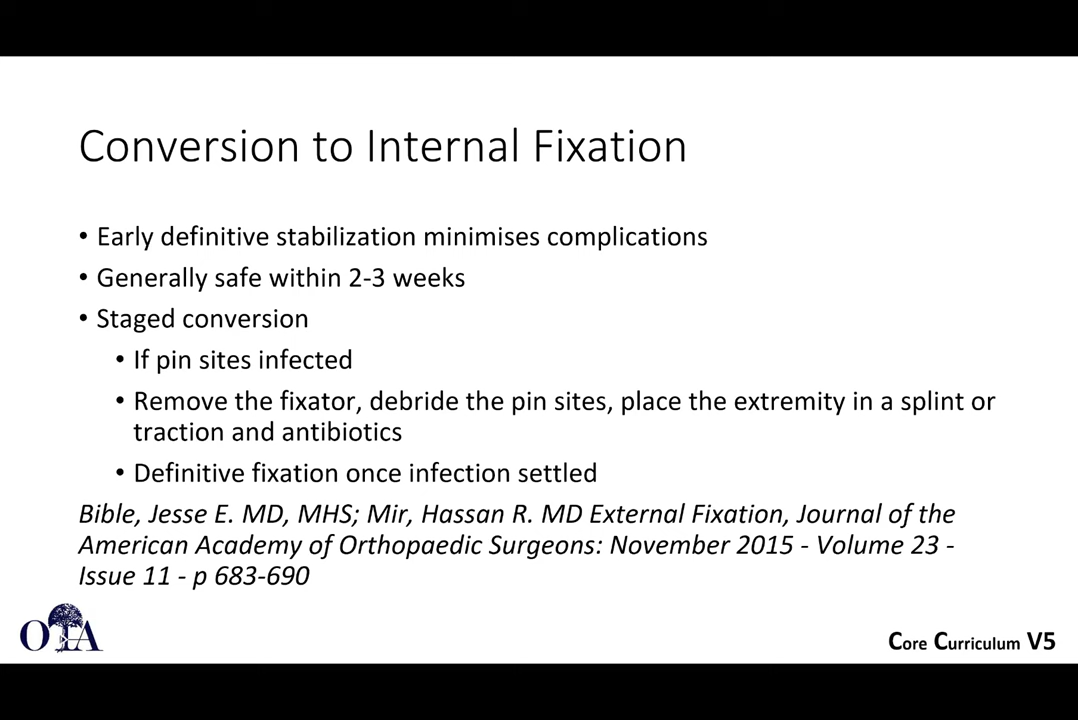 Conversion to Internal Fixation
• Early definitive stabilization minimises complications
• Generally safe within 2-3 weeks
• Staged conversion
• If pin sites infected
• Remove the fixator, debride the pin sites, place the extremity in a splint or
traction and antibiotics
• Definitive fixation once infection settled
Bible, Jesse E. MD, MHS; Mir, Hassan R. MD External Fixation, Journal of the
American Academy of Orthopaedic Surgeons: November 2015 - Volume 23 -
Issue 11 - p 683-690
OTA
Core Curriculum V5